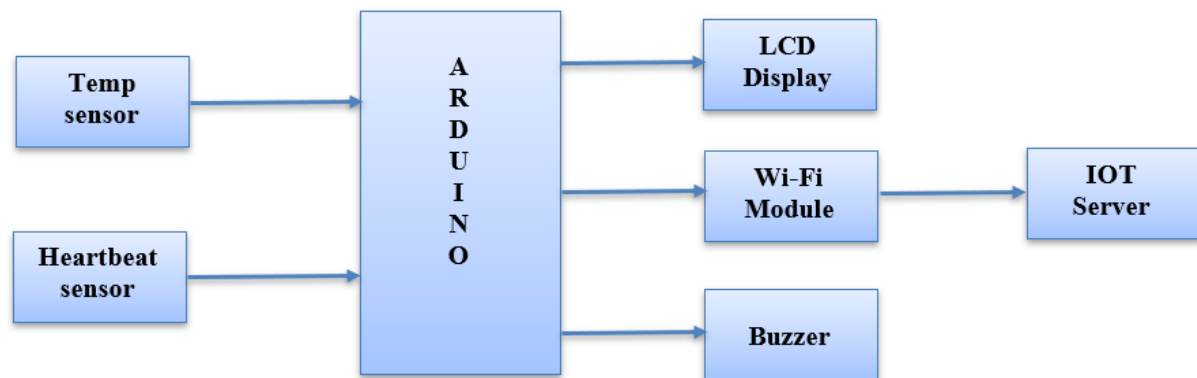 Temp
sensor
Heartbeat
sensor
A
R
D
U
I
N
O
LCD
Display
Wi-Fi
Module
Buzzer
IOT
Server